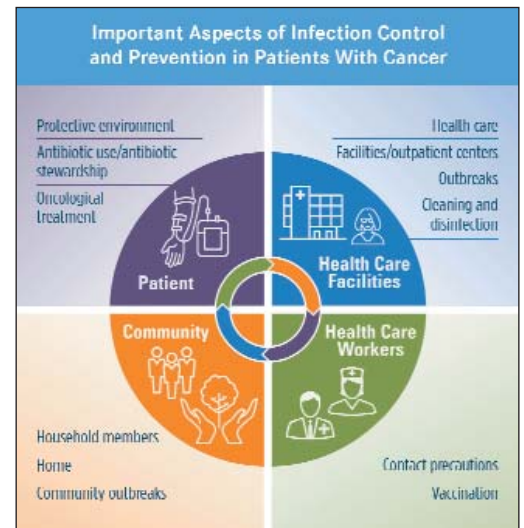 Important Aspects of Infection Control
and Prevention in Patients With Cancer
Protective environment
Antibiotic use/antibiotic
stewardship
Oncological
treatment
Patient
Health care
Facilities/outpatient centers
Outbreaks
Cleaning and
disinfection
Health Care
Facilities
Community
Household members
Home
Community outbreaks
Health Care
Workers
Contact precautions
Vaccination